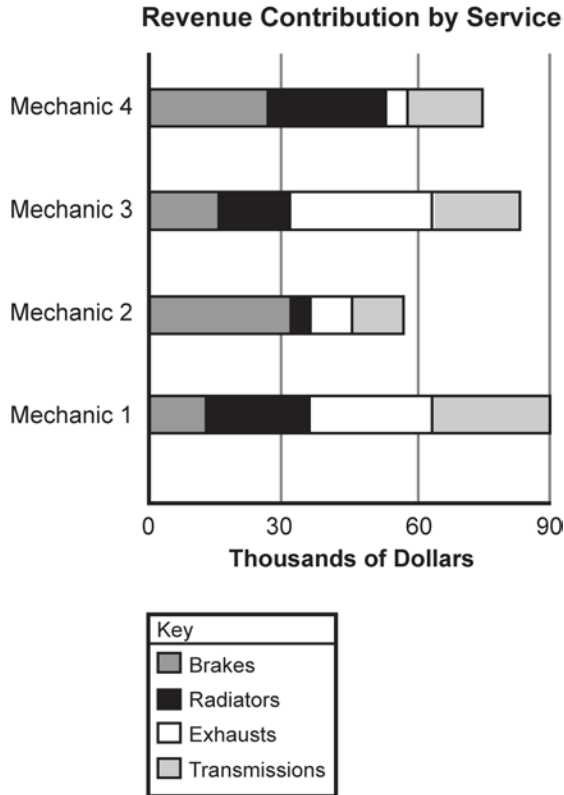 Revenue Contribution by Service
Mechanic 4
Mechanic 3
Mechanic 2
Mechanic 1
0 30 60 90
Thousands of Dollars
Key
Brakes
Radiators
Exhausts
Transmissions